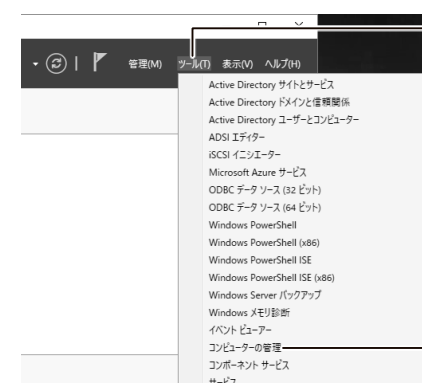 管理(M) ツール(T) 表示(V) ヘルプ(H)
Active Directory サイトとサービス
Active Directory ドメインと信頼関係
Active Directory ユーザーとコンピューター
ADSI エディター
iSCSI イニシエーター
Microsoft Azure サービス
ODBC データ ソース (32 ビット)
ODBC データ ソース (64 ビット)
Windows PowerShell
Windows PowerShell (x86)
Windows PowerShell ISE
Windows PowerShell ISE (x86)
Windows Server バックアップ
Windows メモリ診断
イベント ビューアー
コンピューターの管理
コンポーネント サービス
サービス